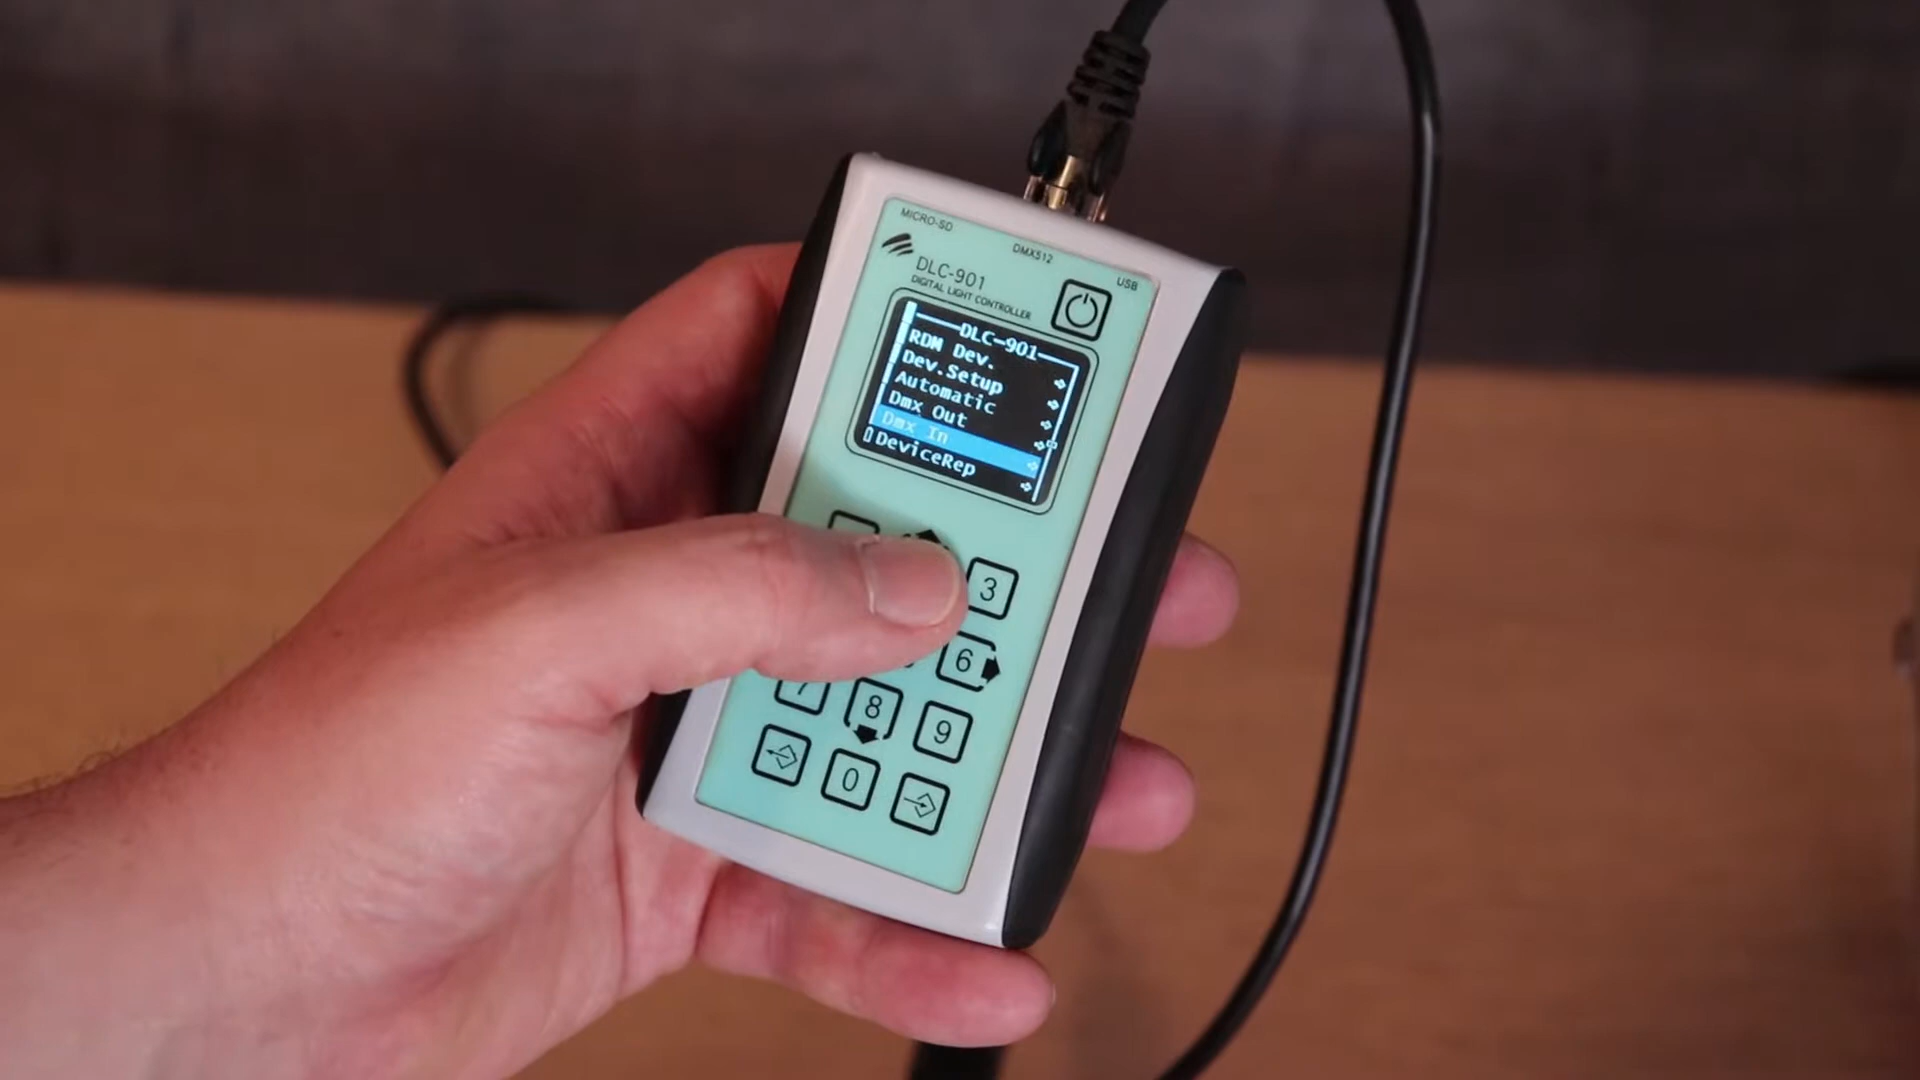 MICRO-SD
DMX512
USB
DLC-901
DIGITAL LIGHT CONTROLLER
DLC-901
RDM Dev.
Dev.Setup
Automatic
Dmx Out
Dmx In
DeviceRep
3
6
7
8
9
0